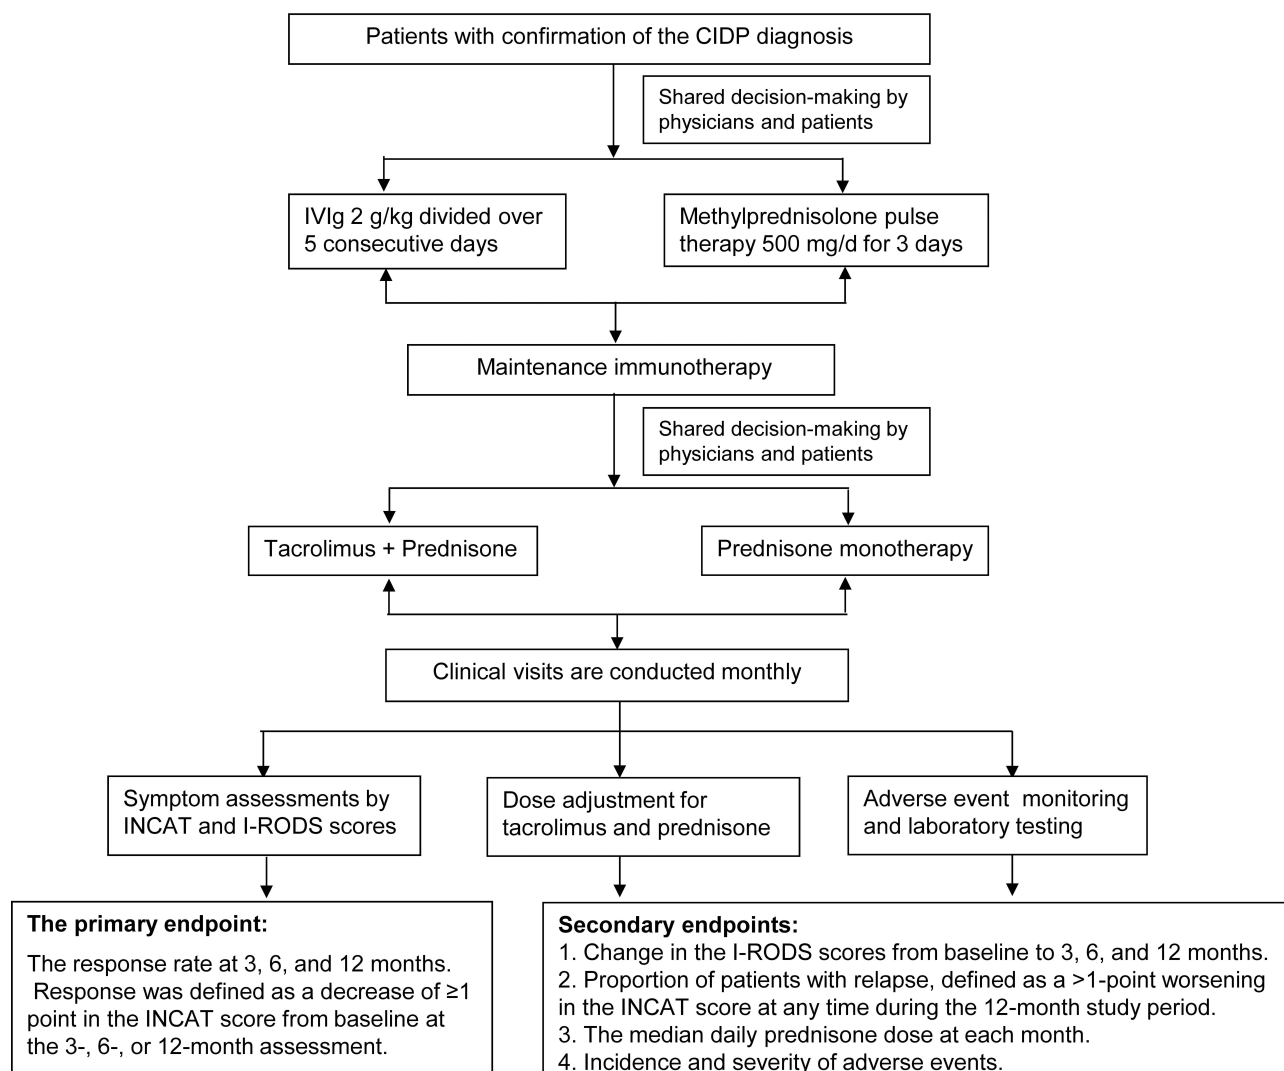 Patients with confirmation of the CIDP diagnosis
Shared decision-making by
physicians and patients
IVIg 2 g/kg divided over
5 consecutive days
Methylprednisolone pulse
therapy 500 mg/d for 3 days
Maintenance immunotherapy
Shared decision-making by
physicians and patients
Tacrolimus + Prednisone
Prednisone monotherapy
Clinical visits are conducted monthly
Symptom assessments by
INCAT and I-RODS scores
Dose adjustment for
tacrolimus and prednisone
Adverse event monitoring
and laboratory testing
The primary endpoint:
The response rate at 3, 6, and 12 months.
Response was defined as a decrease of ≥1
point in the INCAT score from baseline at
the 3-, 6-, or 12-month assessment.
Secondary endpoints:
1. Change in the I-RODS scores from baseline to 3, 6, and 12 months.
2. Proportion of patients with relapse, defined as a >1-point worsening
in the INCAT score at any time during the 12-month study period.
3. The median daily prednisone dose at each month.
4. Incidence and severity of adverse events.